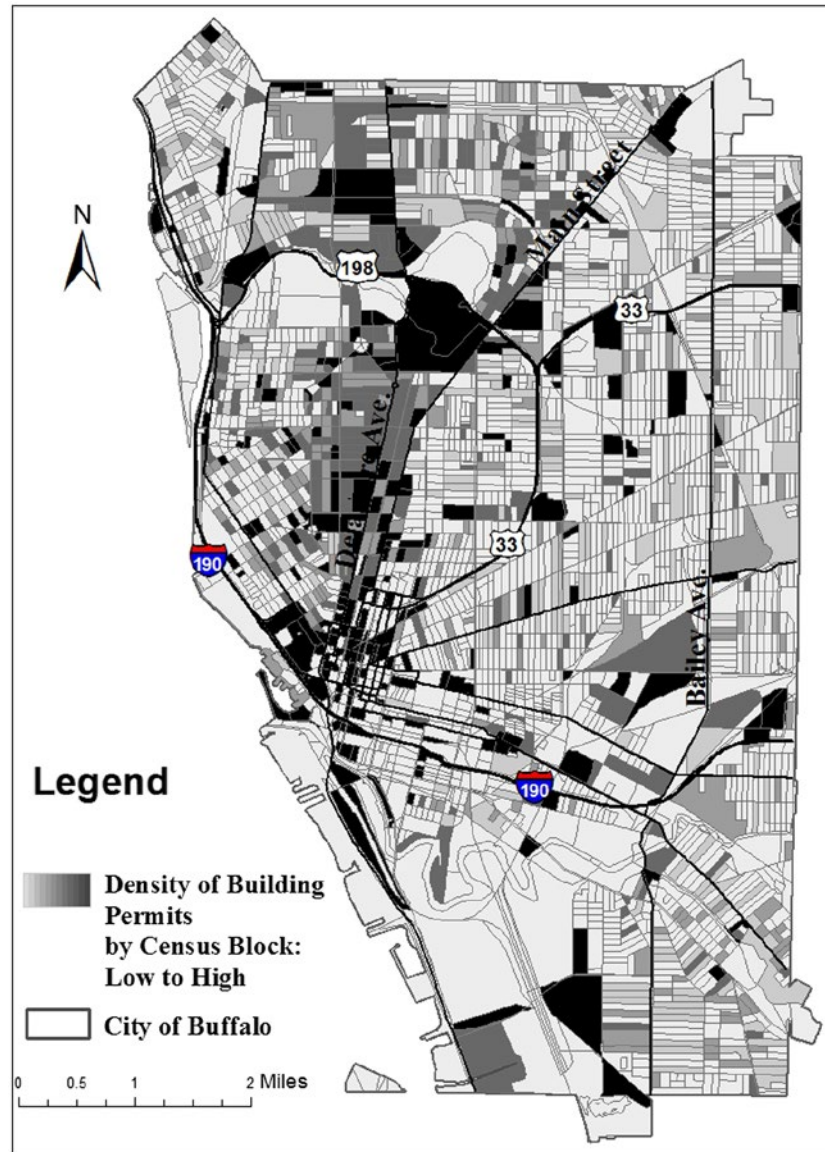 N
198
Main Street
33
Delaware Ave.
33
190
Bailey Ave.
190
Legend
Density of Building
Permits
by Census Block:
Low to High
City of Buffalo
0 0.5 1 2 Miles